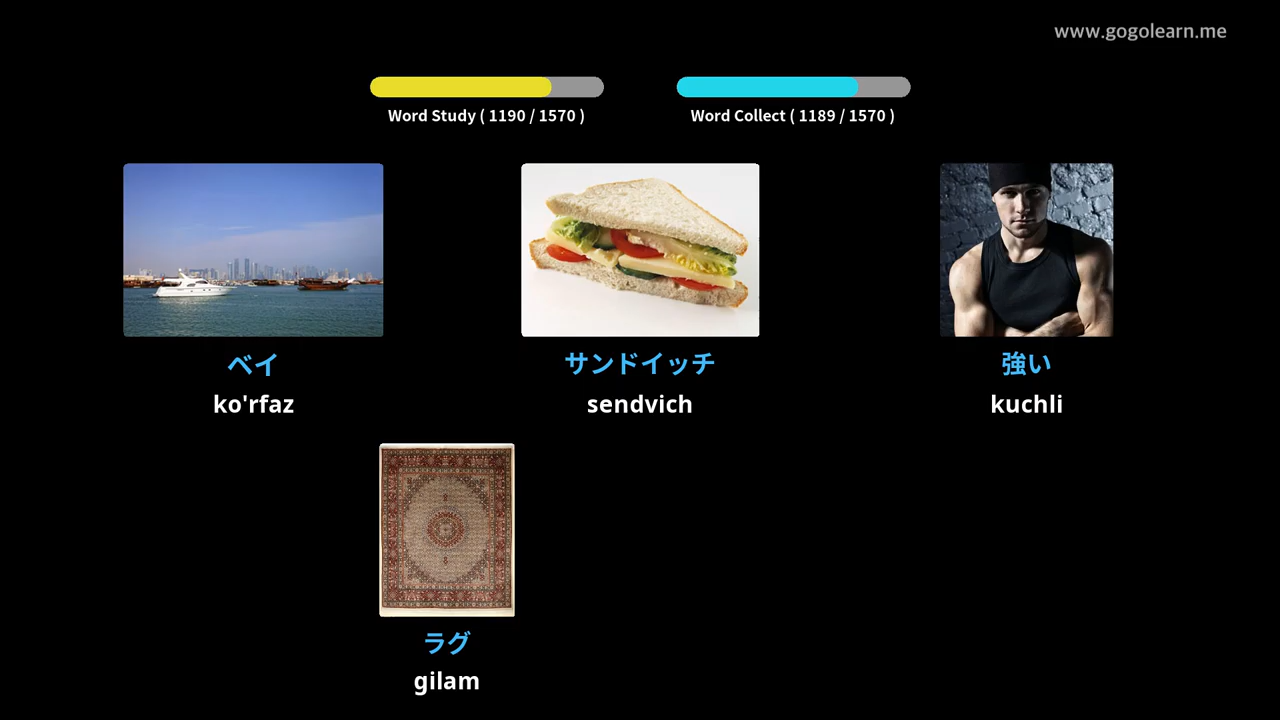 www.gogolearn.me
Word Study ( 1190 / 1570 )
Word Collect ( 1189 / 1570 )
ベイ
ko'rfaz
サンドイッチ
sendvich
強い
kuchli
ラグ
gilam